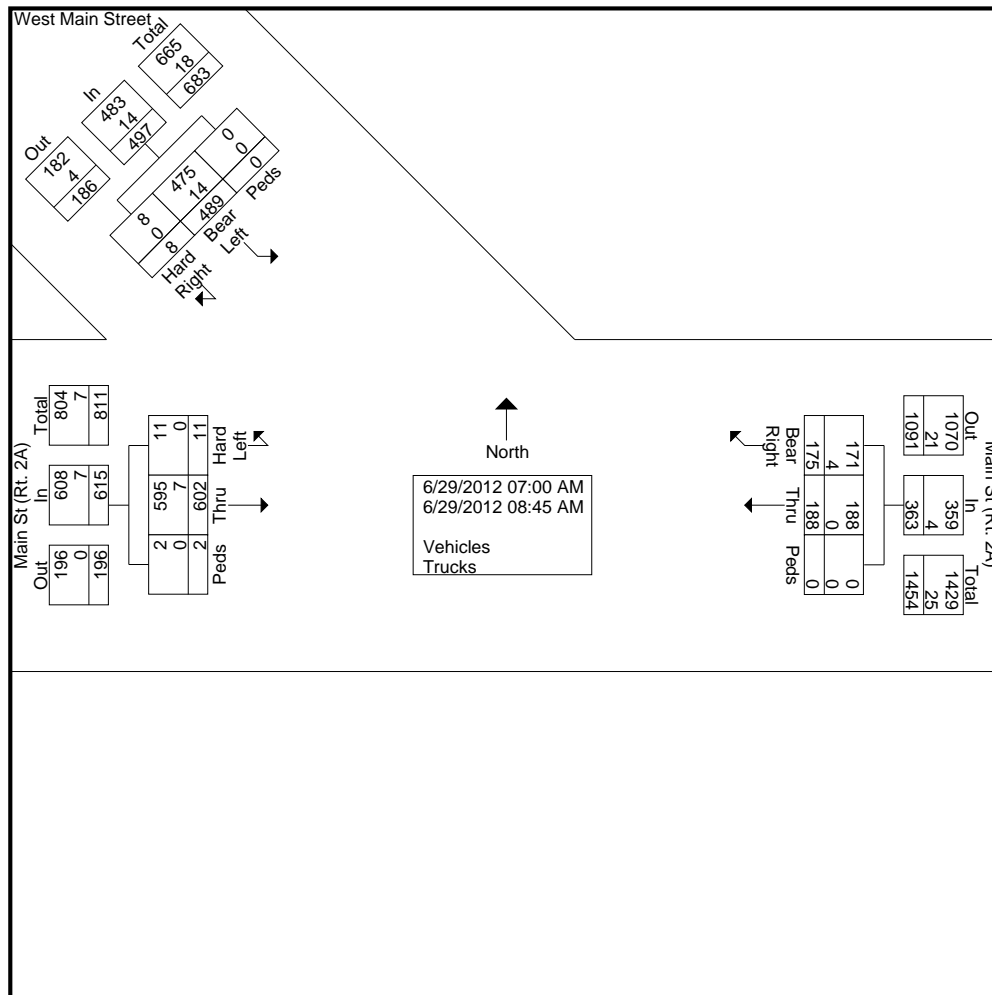 West Main Street
Out In Total
182 483 665
4 14 18
186 497 683
8 475 0
0 14 0
8 489 0
Hard Right Bear Left Peds
Main St (Rt. 2A)
Out In Total
196 608 804
0 7 7
196 615 811
11 595 2
0 7 0
11 602 2
Hard Left Thru Peds
North
6/29/2012 07:00 AM
6/29/2012 08:45 AM
Vehicles
Trucks
Main St (Rt. 2A)
Out In Total
1070 359 1429
21 4 25
1091 363 1454
171 188 0
4 0 0
175 188 0
Bear Right Thru Peds